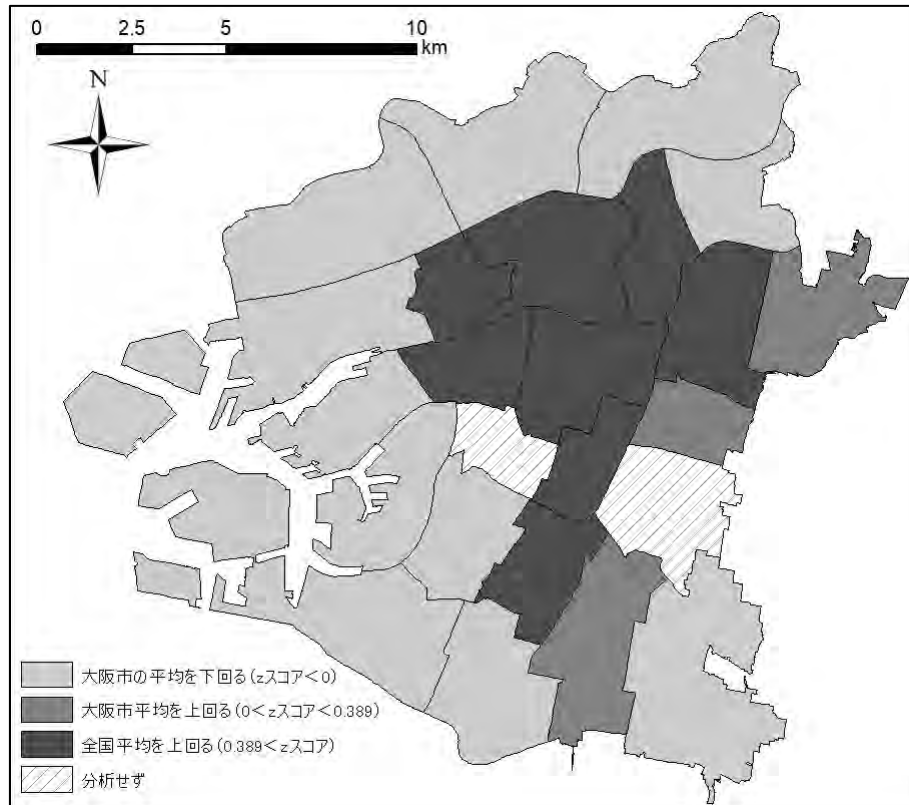 0 2.5 5 10
km
N
大阪市の平均を下回る(zスコア<0)
大阪市平均を上回る(0<zスコア<0.389)
全国平均を上回る(0.389<zスコア)
分析せず